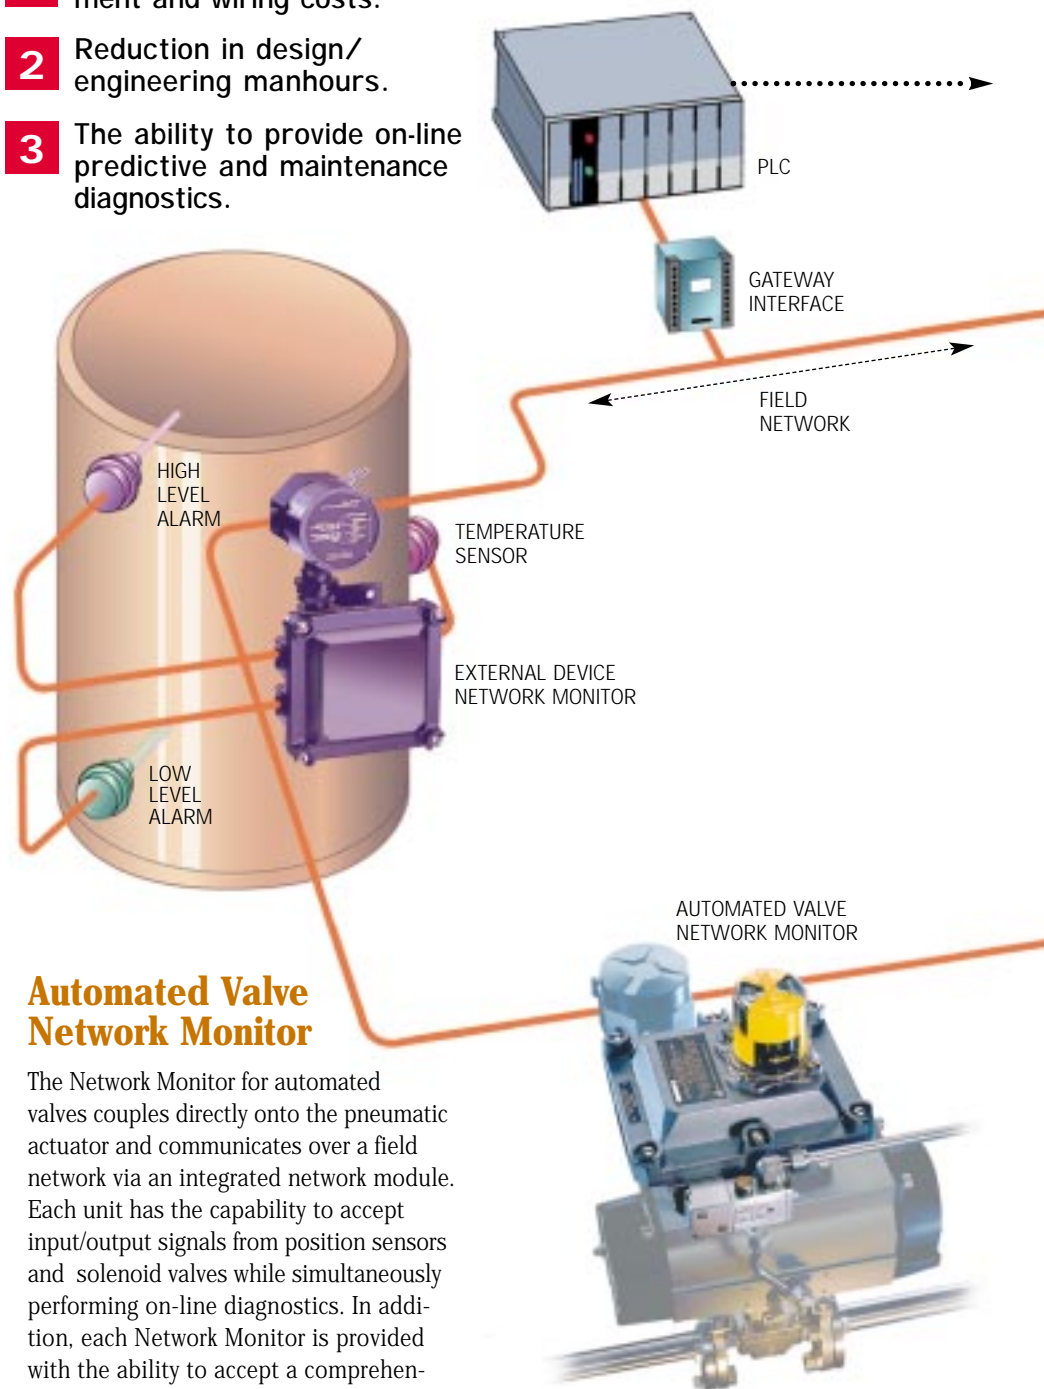 ment and wiring costs.
2
Reduction in design/
engineering manhours.
3
The ability to provide on-line
predictive and maintenance
diagnostics.
PLC
GATEWAY
INTERFACE
FIELD
NETWORK
HIGH
LEVEL
ALARM
TEMPERATURE
SENSOR
EXTERNAL DEVICE
NETWORK MONITOR
LOW
LEVEL
ALARM
AUTOMATED VALVE
NETWORK MONITOR
Automated Valve
Network Monitor
The Network Monitor for automated
valves couples directly onto the pneumatic
actuator and communicates over a field
network via an integrated network module.
Each unit has the capability to accept
input/output signals from position sensors
and solenoid valves while simultaneously
performing on-line diagnostics. In addi-
tion, each Network Monitor is provided
with the ability to accept a comprehen-